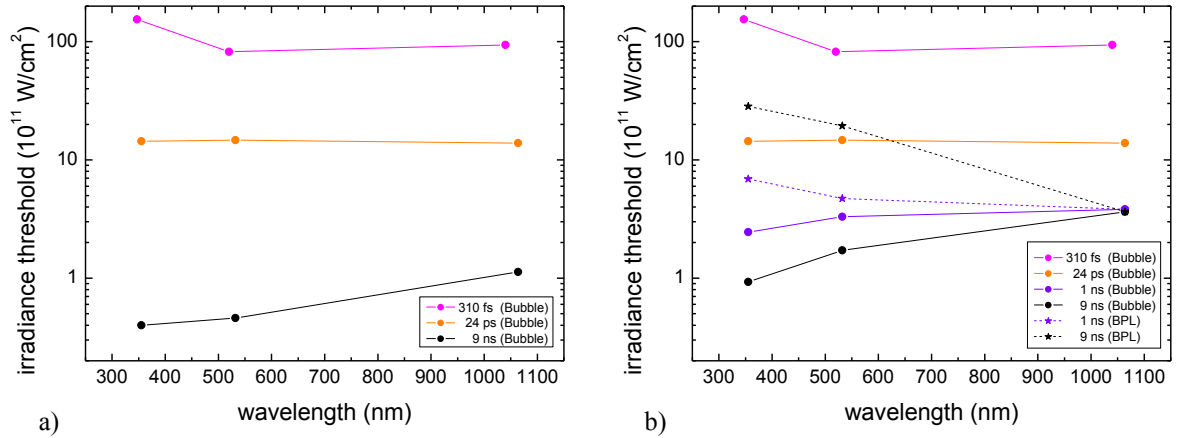 100
10
1
300 400 500 600 700 800 900 1000 1100
irradiance threshold (10¹¹ W/cm²)
wavelength (nm)
310 fs (Bubble)
24 ps (Bubble)
9 ns (Bubble)
a)
100
10
1
300 400 500 600 700 800 900 1000 1100
irradiance threshold (10¹¹ W/cm²)
wavelength (nm)
310 fs (Bubble)
24 ps (Bubble)
1 ns (Bubble)
9 ns (Bubble)
1 ns (BPL)
9 ns (BPL)
b)